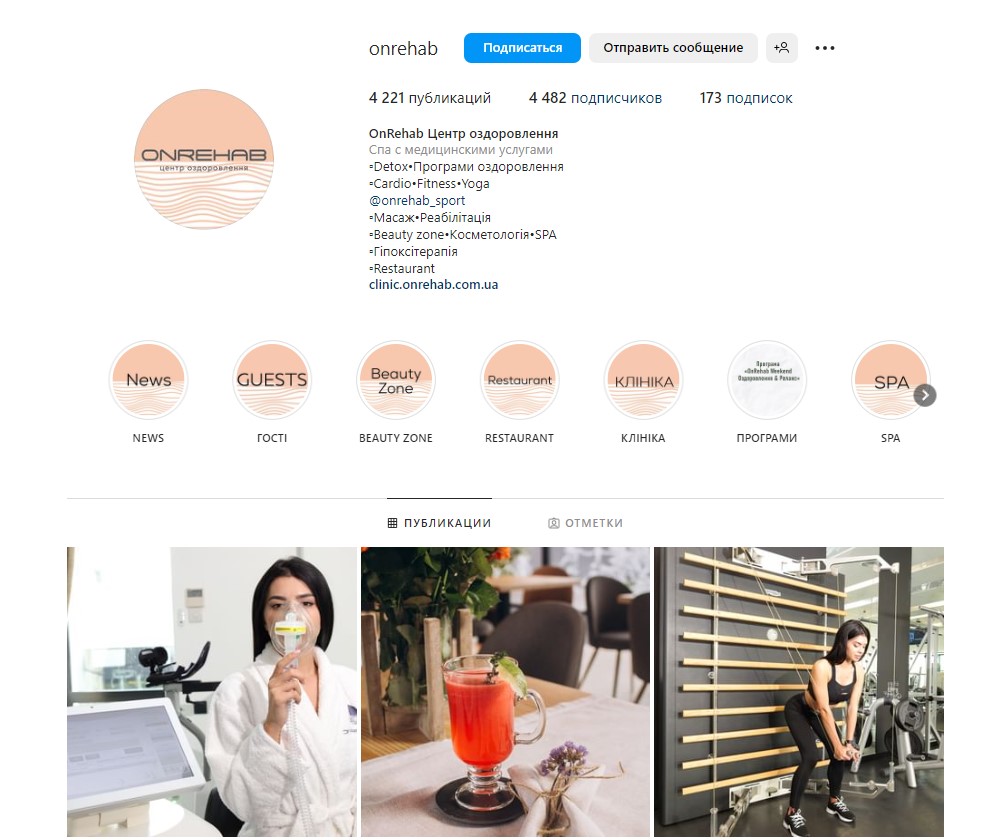 onrehab
Подписаться
Отправить сообщение
4 221 публикаций
4 482 подписчиков
173 подписок
ONREHAB
центр оздоровлення
OnRehab Центр оздоровлення
Спа с медицинскими услугами
▫Detox•Програми оздоровлення
▫Cardio•Fitness•Yoga
@onrehab_sport
▫Масаж•Реабілітація
▫Beauty zone•Косметологія•SPA
▫Гіпоксітерапія
▫Restaurant
clinic.onrehab.com.ua
News
GUESTS
Beauty
Zone
Restaurant
КЛІНІКА
Програма
«OnRehab Weekend
Оздоровлення & Релакс»
SPA
NEWS
ГОСТІ
BEAUTY ZONE
RESTAURANT
КЛІНІКА
ПРОГРАМИ
SPA
ПУБЛИКАЦИИ
ОТМЕТКИ